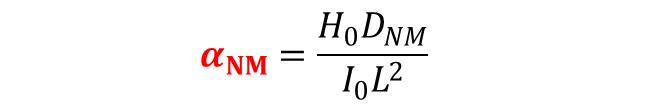 α_NM = H₀D_NM / I₀L²